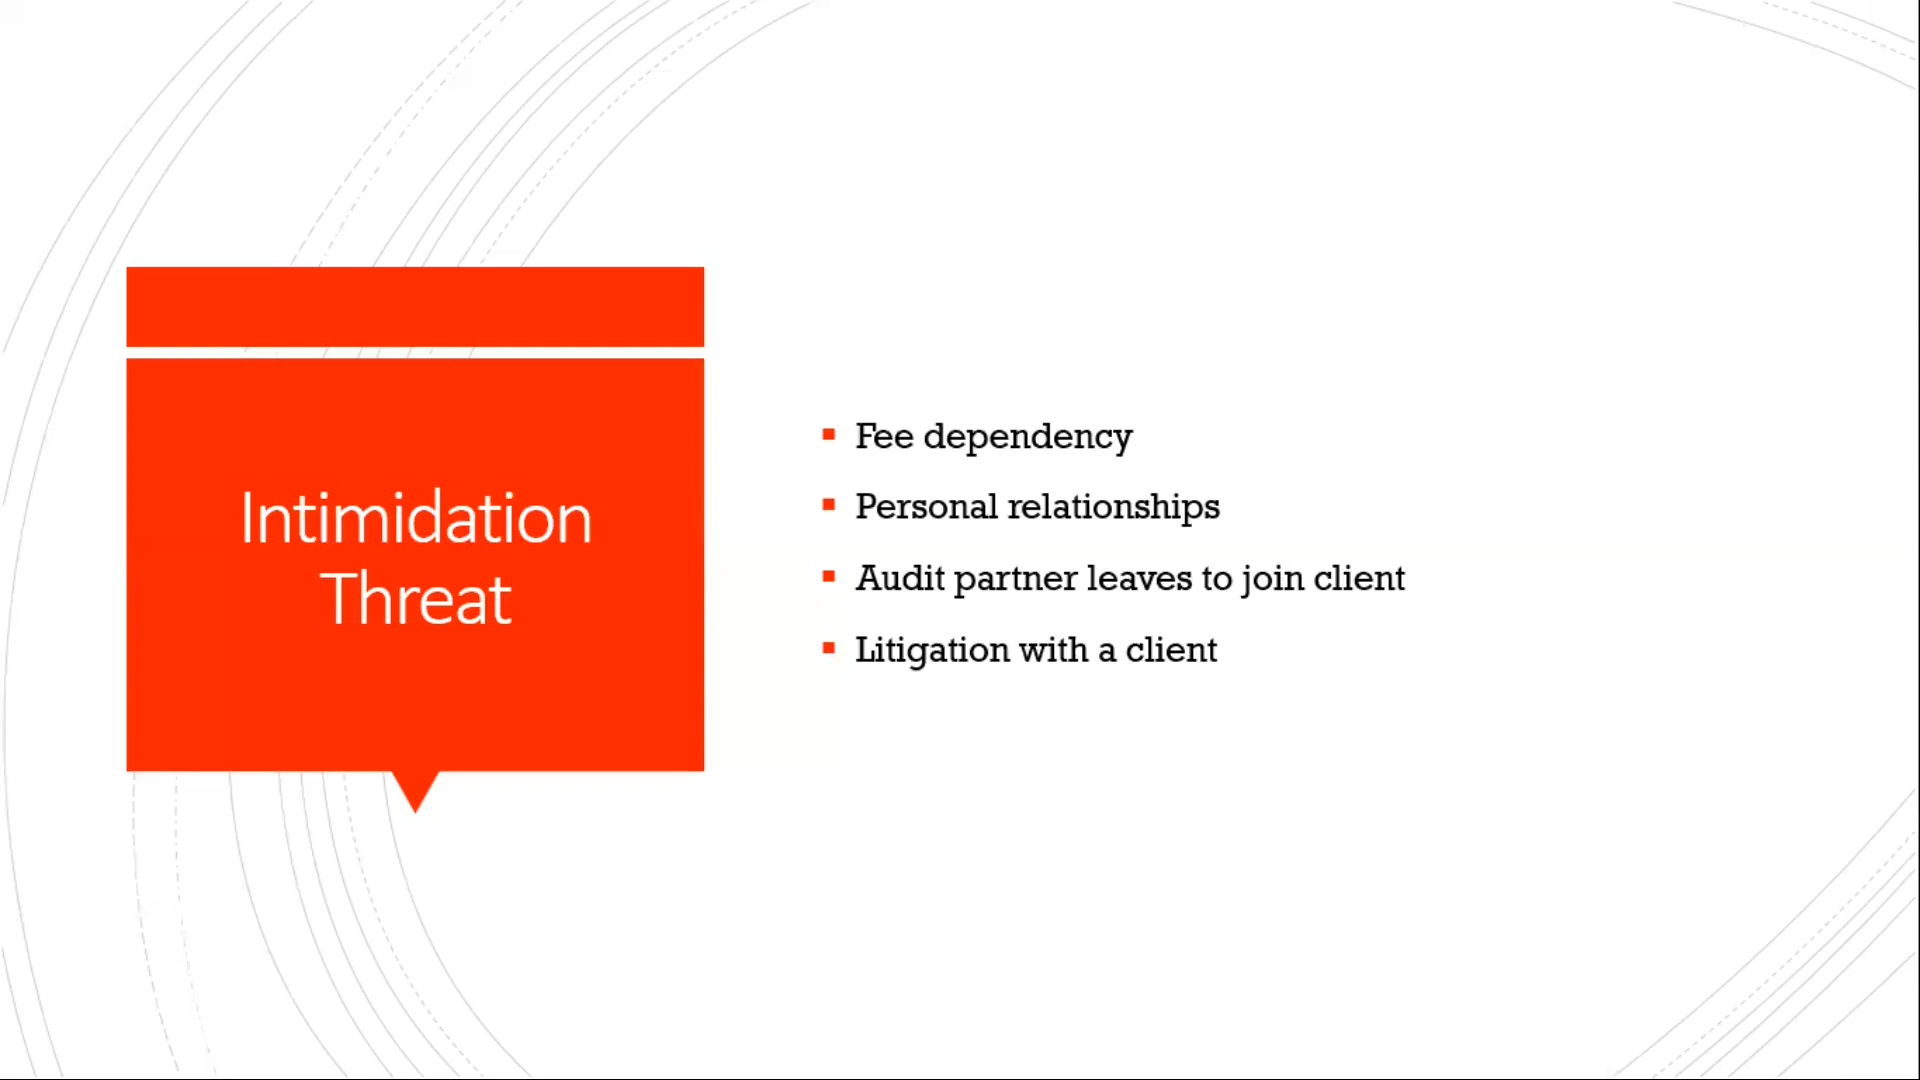 Intimidation
Threat
Fee dependency
Personal relationships
Audit partner leaves to join client
Litigation with a client